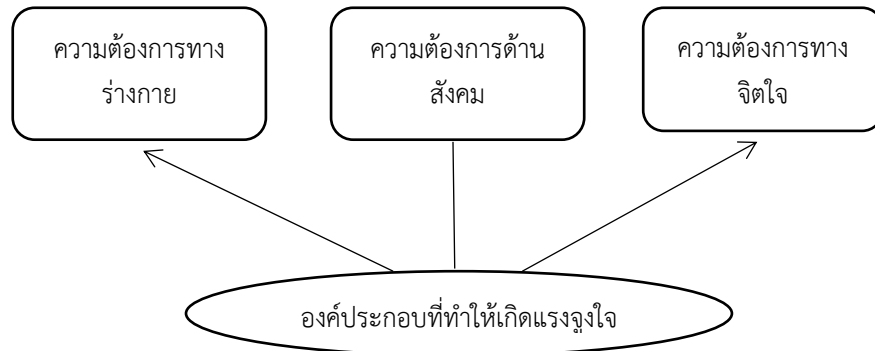 ความต้องการทาง
ร่างกาย
ความต้องการด้าน
สังคม
ความต้องการทาง
จิตใจ
องค์ประกอบที่ทำให้เกิดแรงจูงใจ